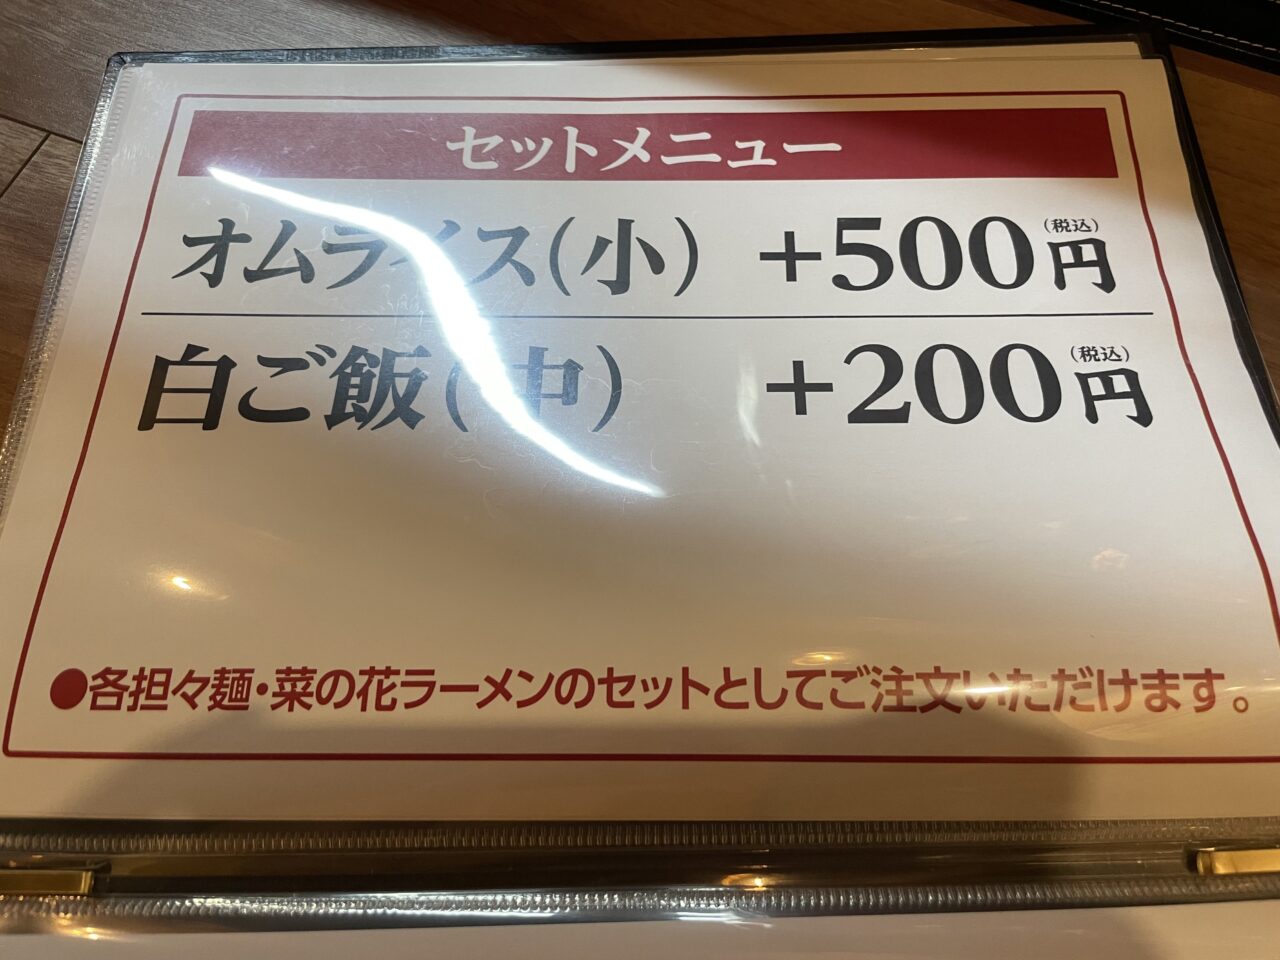 セットメニュー
オムライス(小) +500円(税込)
白ご飯(中) +200円(税込)
●各担々麺・菜の花ラーメンのセットとしてご注文いただけます。